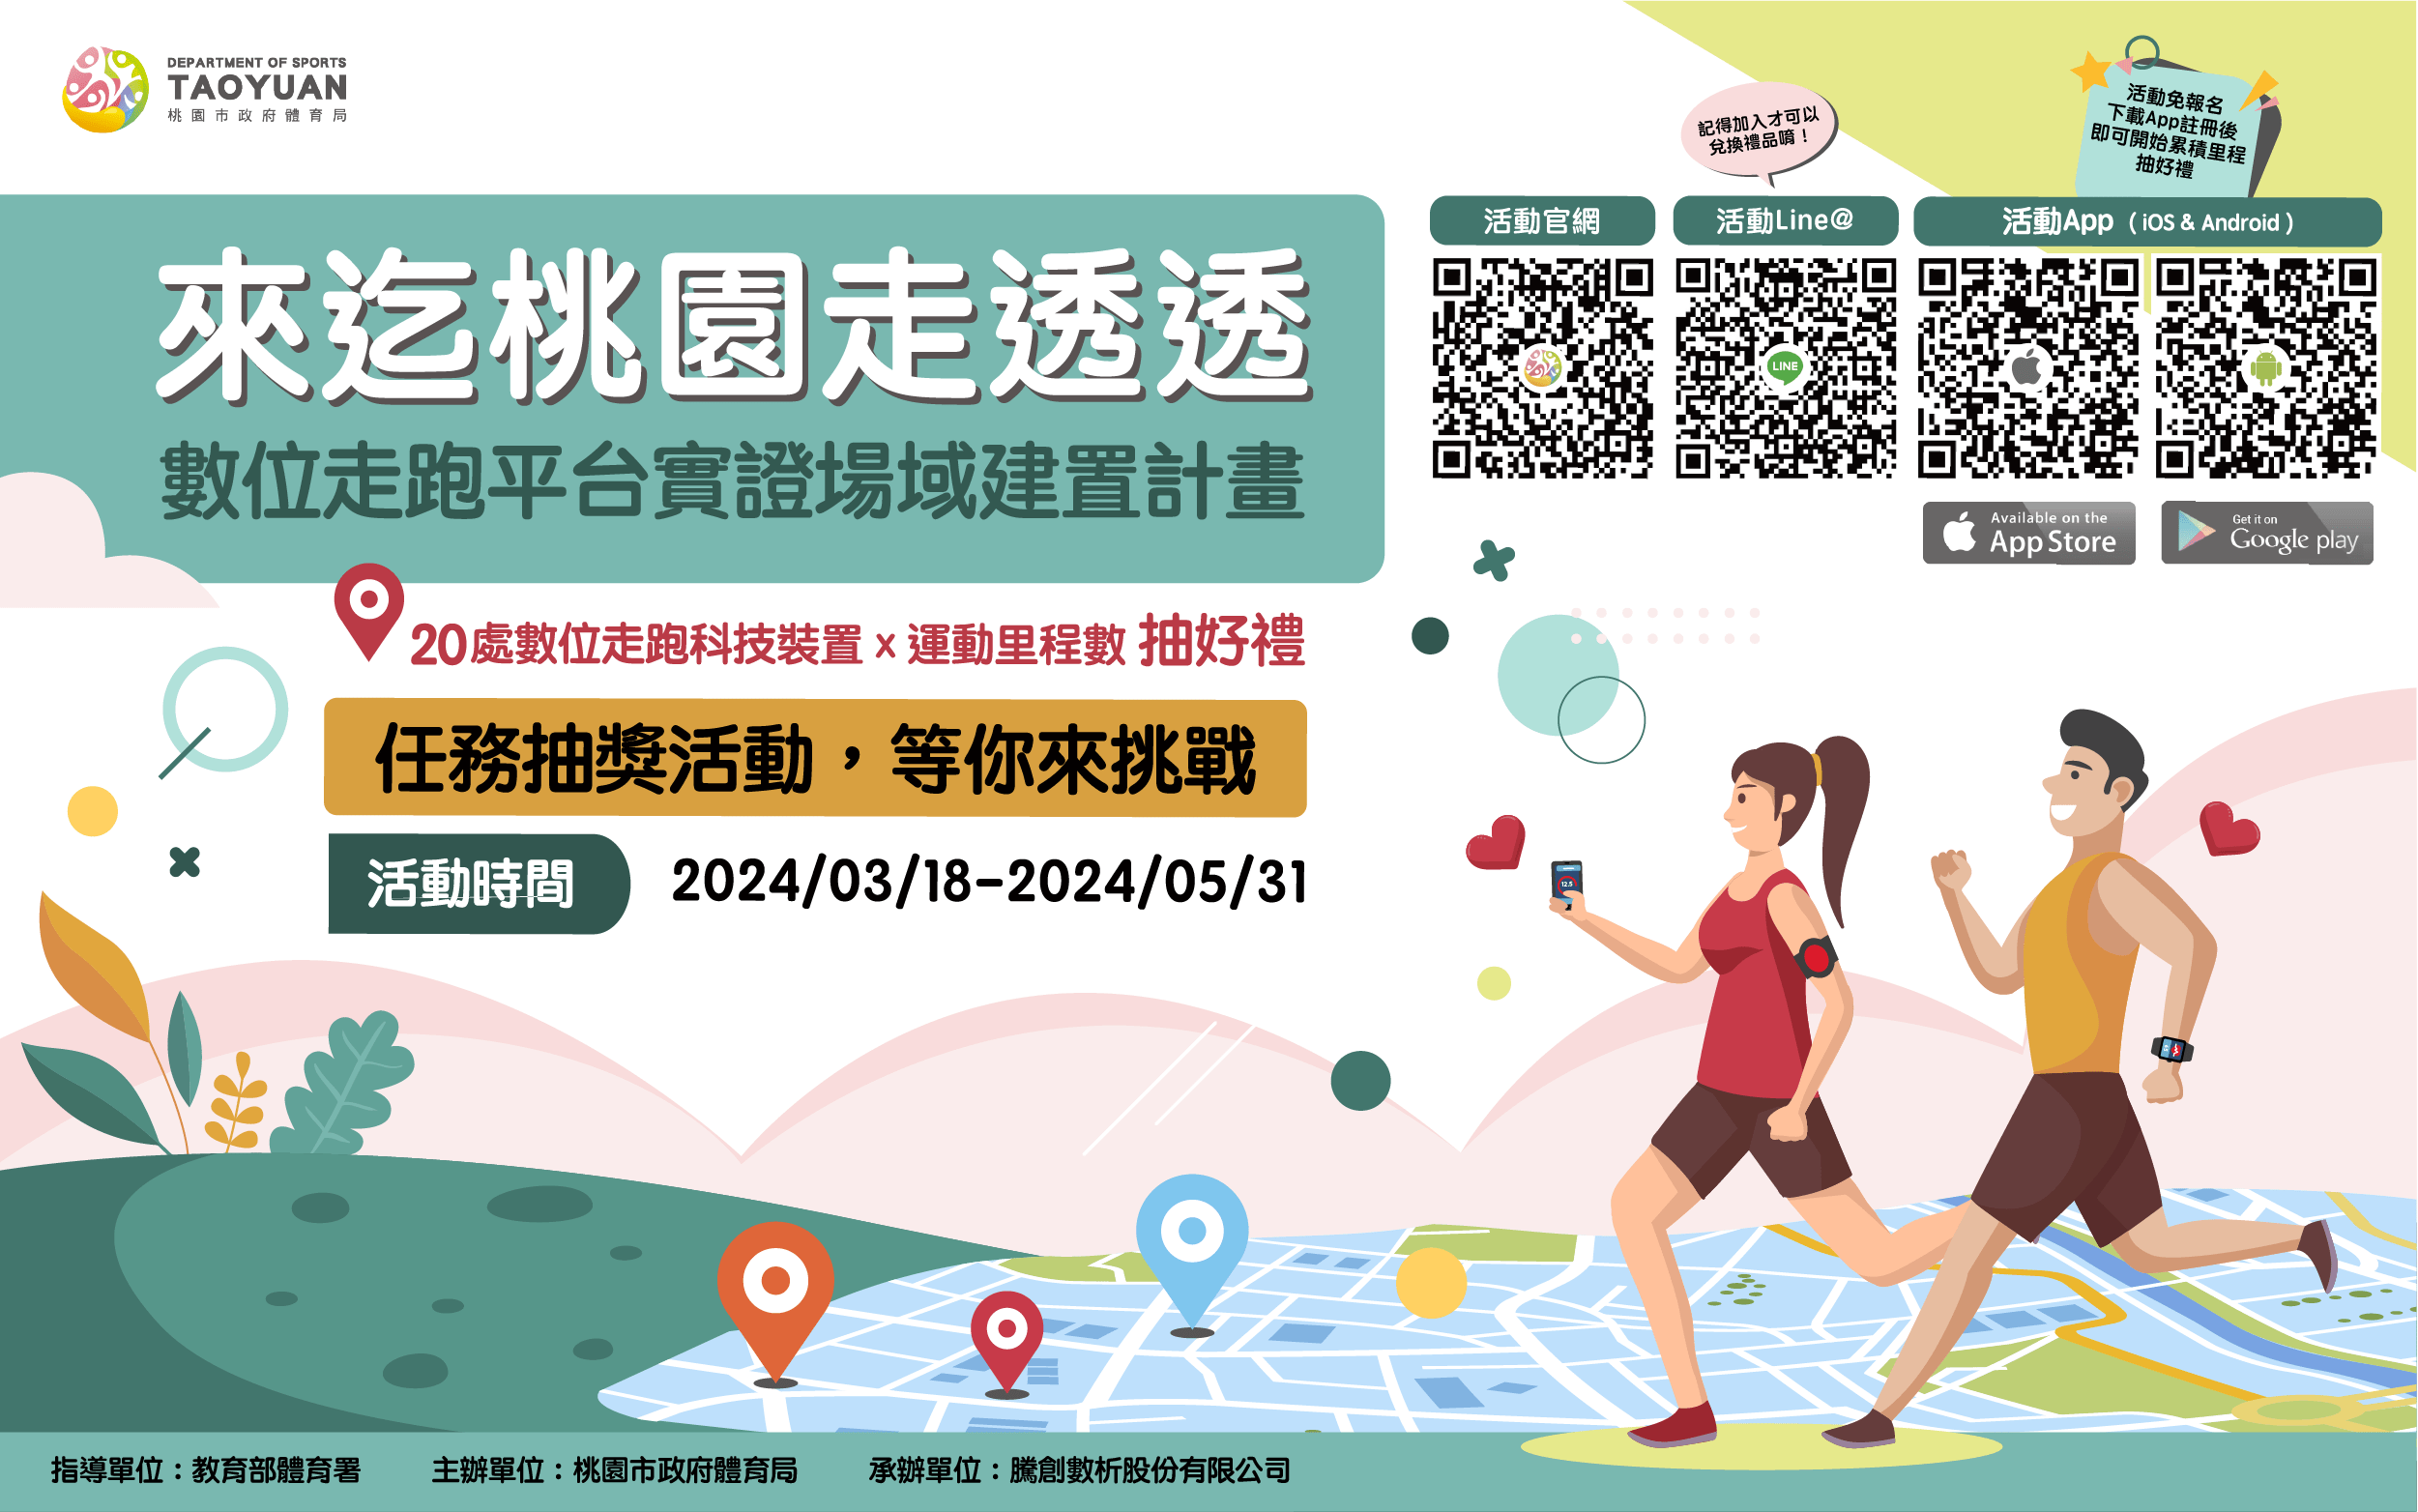 DEPARTMENT OF SPORTS
TAOYUAN
桃園市政府體育局
記得加入才可以
兌換禮品唷！
活動免報名
下載App註冊後
即可開始累積里程
抽好禮
活動官網
活動Line@
活動App（iOS & Android）
LINE
Available on the
App Store
Get it on
Google play
來迄桃園走透透
數位走跑平台實證場域建置計畫
20處數位走跑科技裝置 x 運動里程數 抽好禮
任務抽獎活動，等你來挑戰
活動時間 2024/03/18-2024/05/31
12.5
指導單位：教育部體育署 主辦單位：桃園市政府體育局 承辦單位：騰創數析股份有限公司